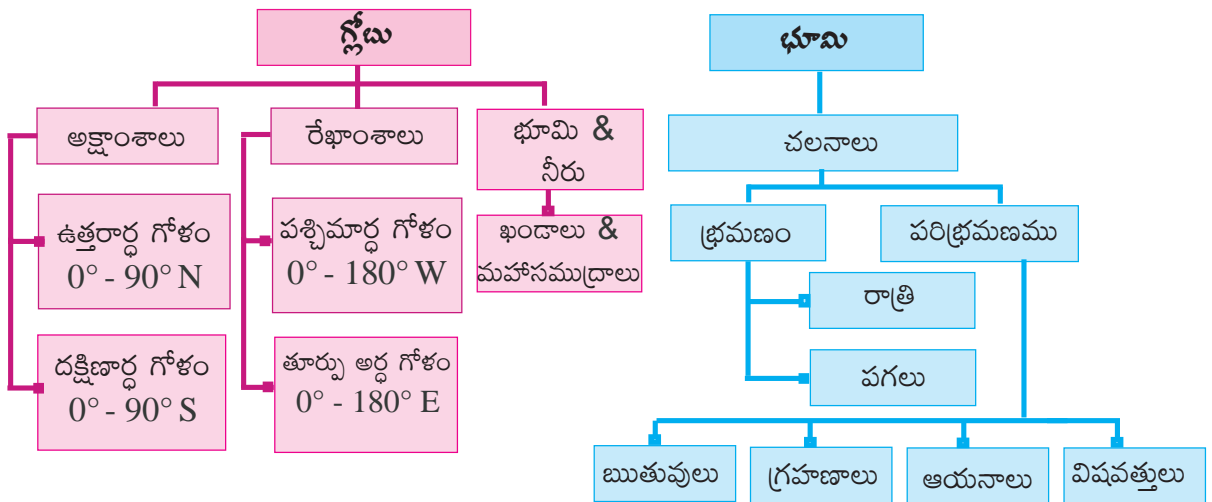 గ్లోబు
అక్షాంశాలు
ఉత్తరార్ధ గోళం
0° - 90° N
దక్షిణార్ధ గోళం
0° - 90° S
రేఖాంశాలు
పశ్చిమార్ధ గోళం
0° - 180° W
తూర్పు అర్ధ గోళం
0° - 180° E
భూమి &
నీరు
ఖండాలు &
మహాసముద్రాలు
భూమి
చలనాలు
భ్రమణం
రాత్రి
పగలు
పరిభ్రమణము
ఋతువులు
గ్రహణాలు
ఆయనాలు
విషవత్తులు